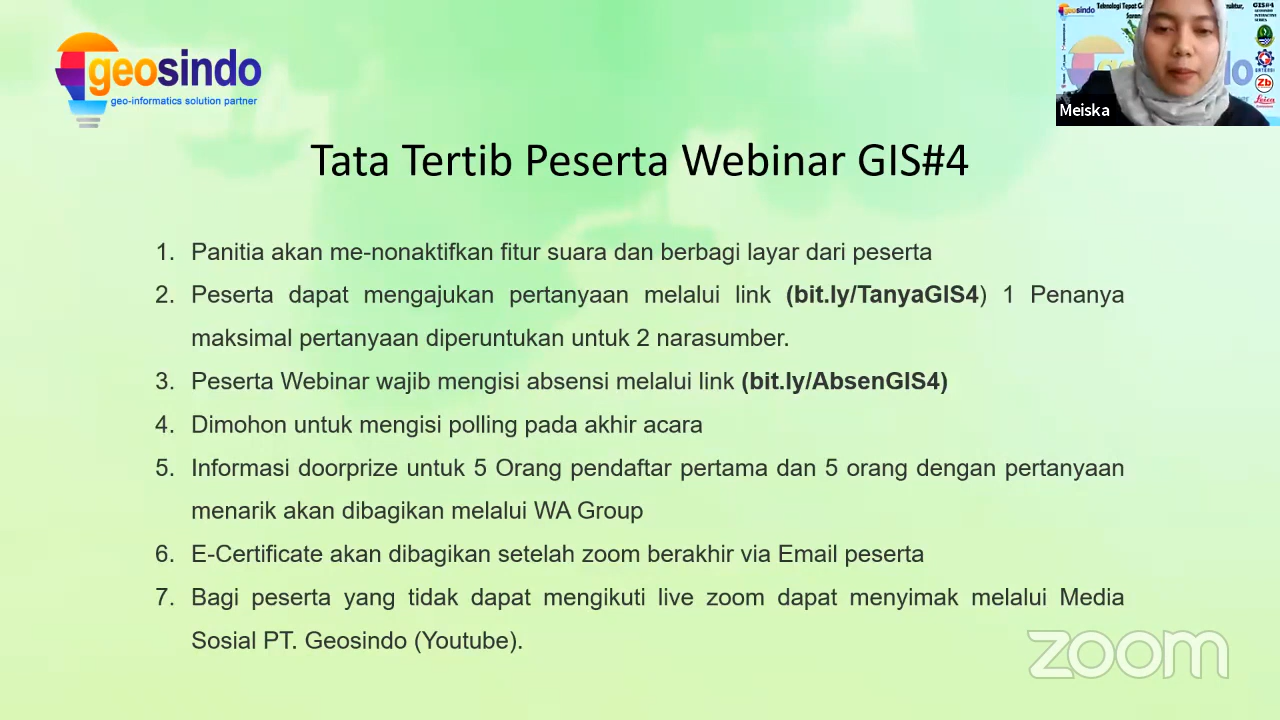 geosindo
geo-informatics solution partner
Teknologi Tepat
GIS#4
Meiska
Tata Tertib Peserta Webinar GIS#4
1. Panitia akan me-nonaktifkan fitur suara dan berbagi layar dari peserta
2. Peserta dapat mengajukan pertanyaan melalui link (bit.ly/TanyaGIS4) 1 Penanya
maksimal pertanyaan diperuntukan untuk 2 narasumber.
3. Peserta Webinar wajib mengisi absensi melalui link (bit.ly/AbsenGIS4)
4. Dimohon untuk mengisi polling pada akhir acara
5. Informasi doorprize untuk 5 Orang pendaftar pertama dan 5 orang dengan pertanyaan
menarik akan dibagikan melalui WA Group
6. E-Certificate akan dibagikan setelah zoom berakhir via Email peserta
7. Bagi peserta yang tidak dapat mengikuti live zoom dapat menyimak melalui Media
Sosial PT. Geosindo (Youtube).
zoom